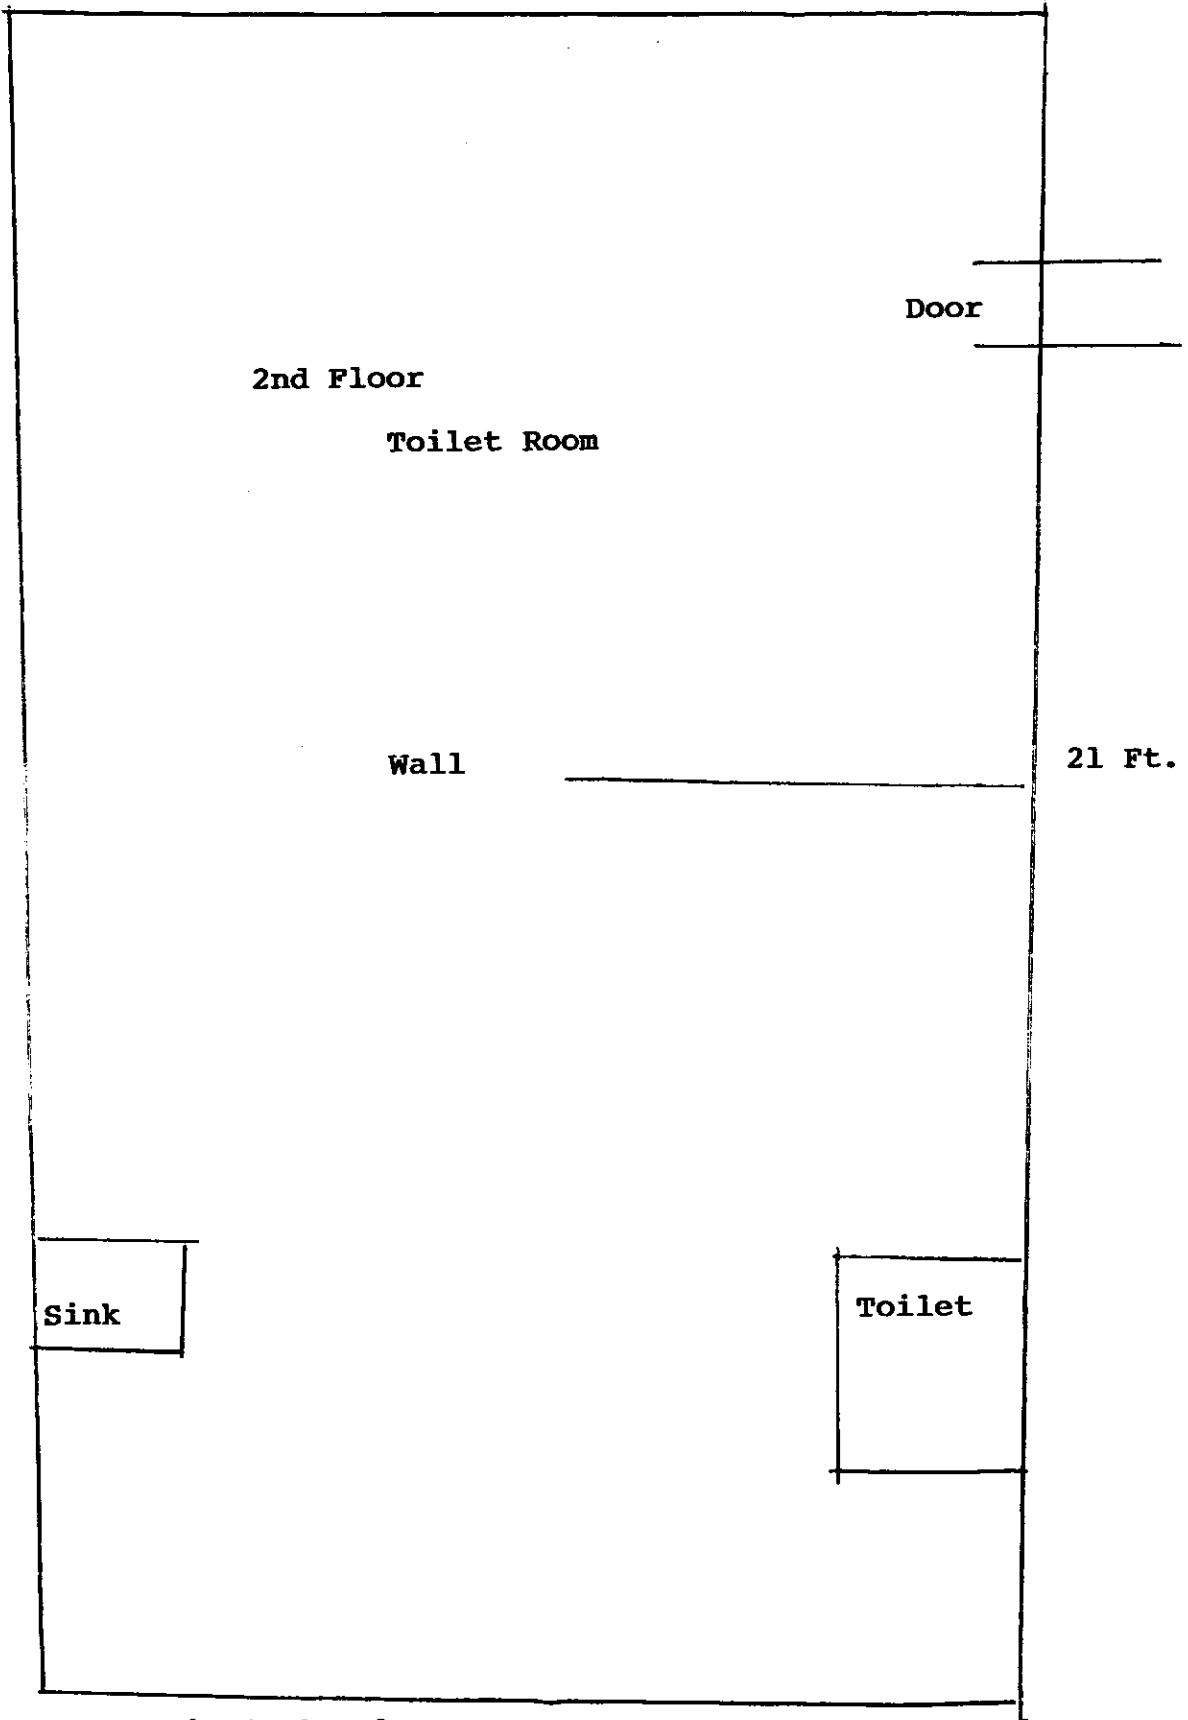 Door
2nd Floor
Toilet Room
Wall
21 Ft.
Sink
Toilet